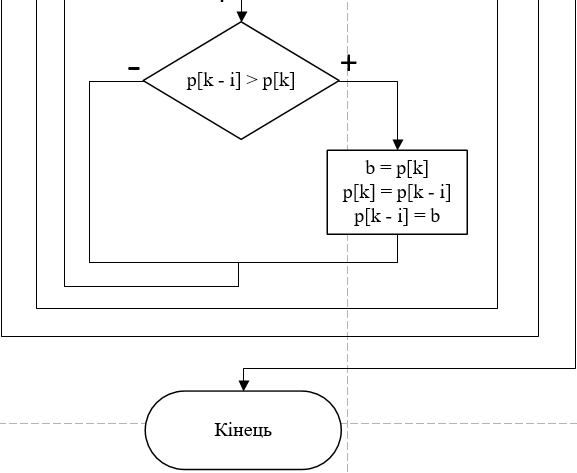 -
+
p[k - i] > p[k]
b = p[k]
p[k] = p[k - i]
p[k - i] = b
Кінець